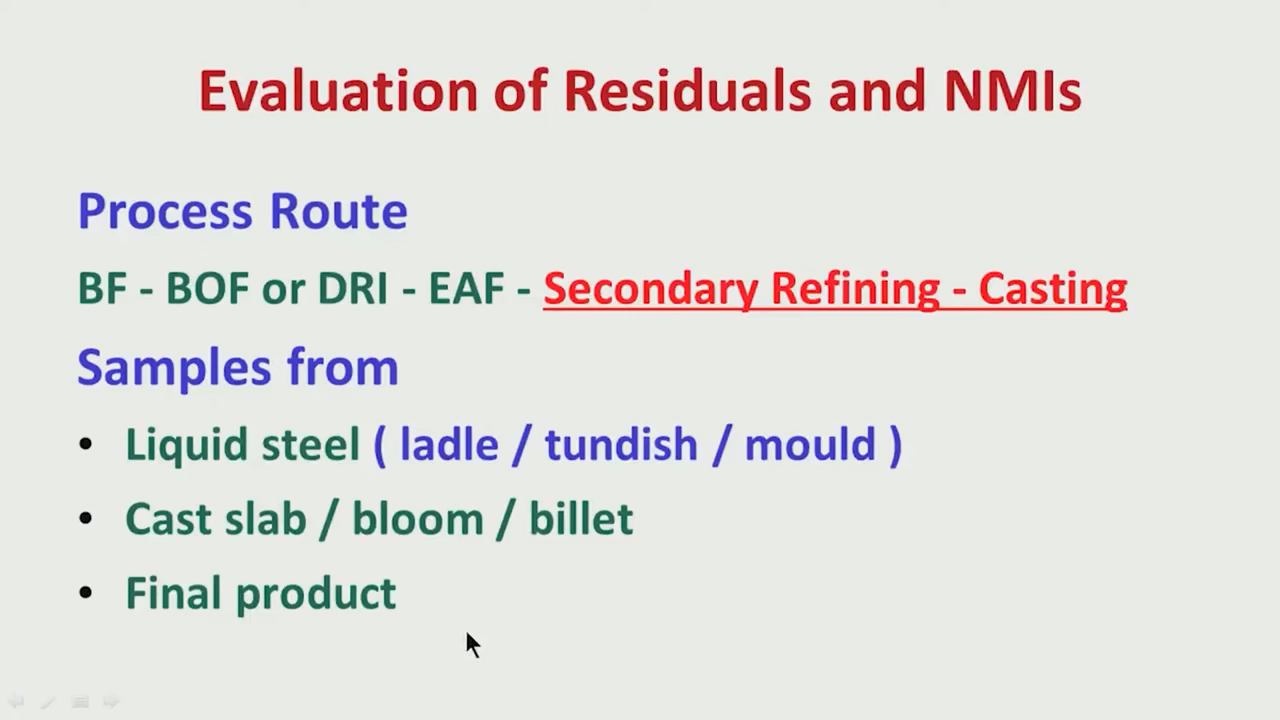 Evaluation of Residuals and NMIs
Process Route
BF - BOF or DRI - EAF - Secondary Refining - Casting
Samples from
• Liquid steel ( ladle / tundish / mould )
• Cast slab / bloom / billet
• Final product